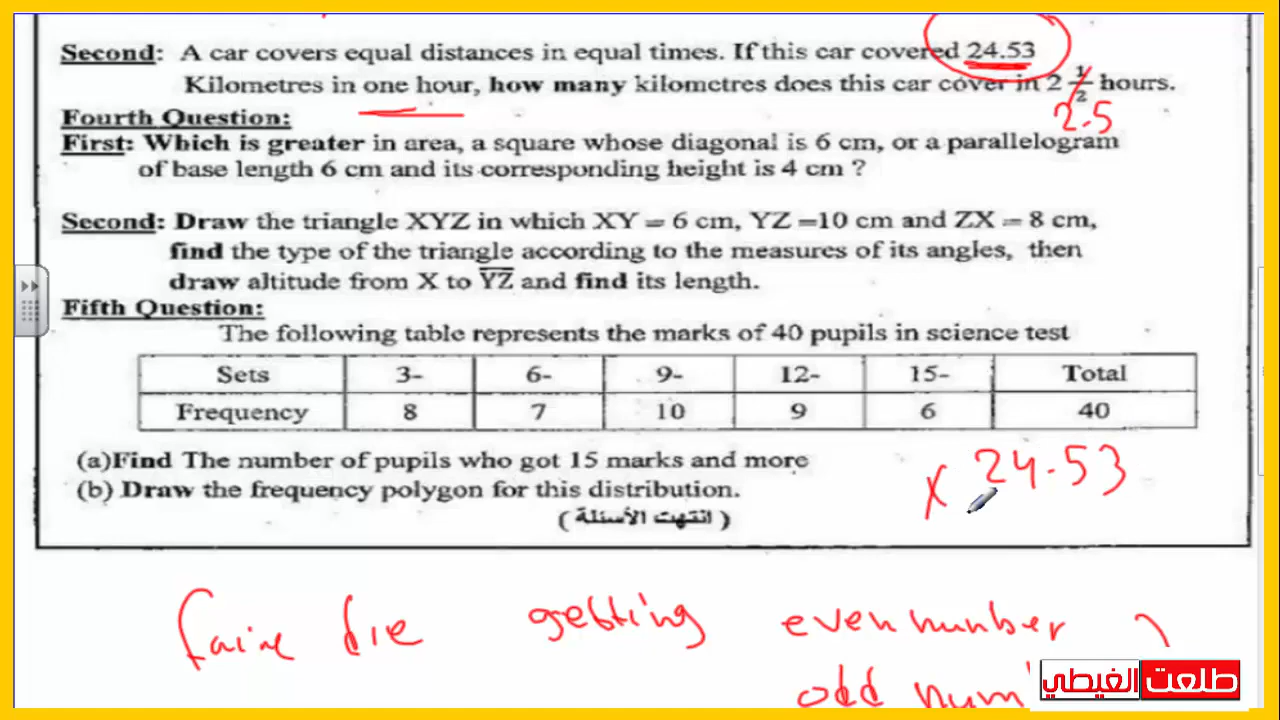 Second: A car covers equal distances in equal times. If this car covered 24.53
Kilometres in one hour, how many kilometres does this car cover in 2 1/2 hours.
2.5
Fourth Question:
First: Which is greater in area, a square whose diagonal is 6 cm, or a parallelogram
of base length 6 cm and its corresponding height is 4 cm ?
Second: Draw the triangle XYZ in which XY = 6 cm, YZ =10 cm and ZX = 8 cm,
find the type of the triangle according to the measures of its angles, then
draw altitude from X to YZ and find its length.
Fifth Question:
The following table represents the marks of 40 pupils in science test
Sets 3- 6- 9- 12- 15- Total
Frequency 8 7 10 9 6 40
(a)Find The number of pupils who got 15 marks and more
(b) Draw the frequency polygon for this distribution.
(انتهت الأسئلة)
x 24.53
die getting even number
odd
طلعت الغيطي